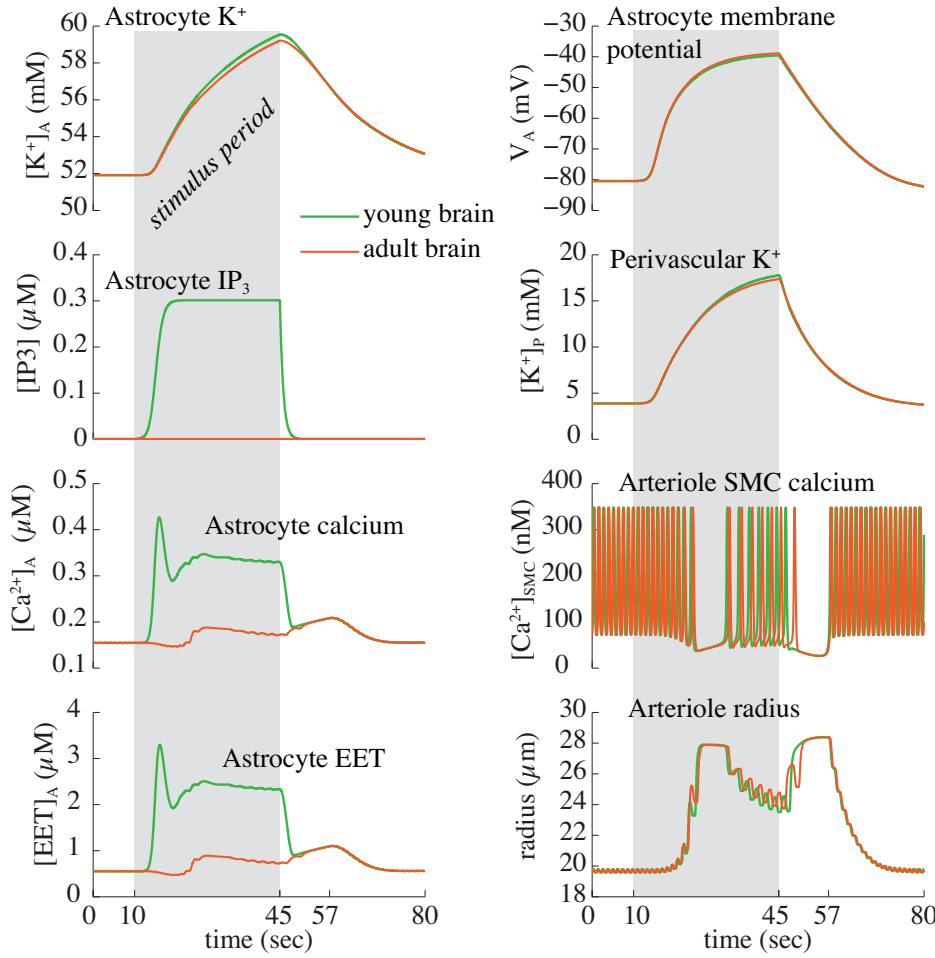 Astrocyte K⁺
[K⁺]A (mM)
60
58
56
54
52
50
stimulus period
Astrocyte membrane
potential
VA (mV)
−30
−40
−50
−60
−70
−80
−90
young brain
adult brain
Astrocyte IP3
[IP3] (μM)
0.4
0.3
0.2
0.1
0
Perivascular K⁺
[K⁺]P (mM)
20
15
10
5
0
Astrocyte calcium
[Ca²⁺]A (μM)
0.5
0.4
0.3
0.2
0.1
Arteriole SMC calcium
[Ca²⁺]SMC (nM)
400
300
200
100
0
Astrocyte EET
[EET]A (μM)
4
3
2
1
0
0 10 45 57 80
time (sec)
Arteriole radius
radius (μm)
30
28
26
24
22
20
18
0 10 45 57 80
time (sec)